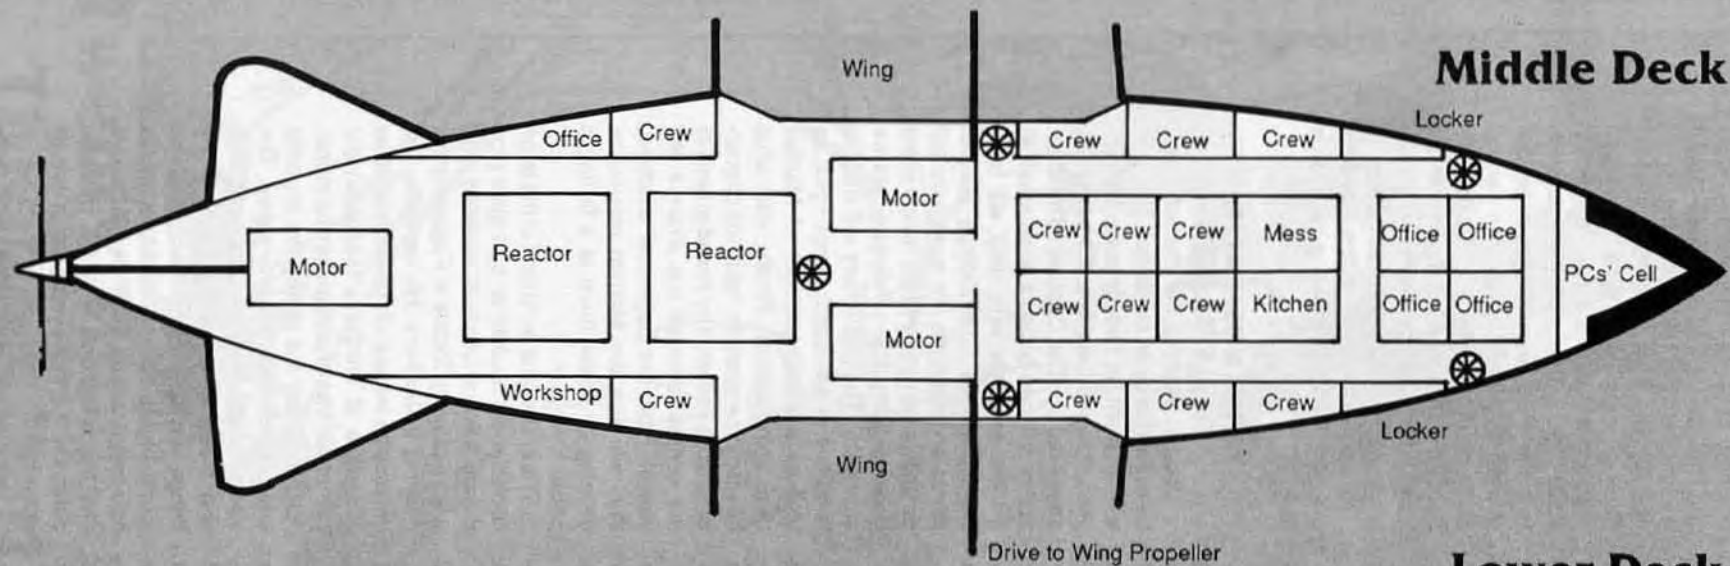 Wing
Middle Deck
Locker
Office Crew Crew Crew Crew
Motor
Reactor Reactor Crew Crew Crew Mess Office Office
Motor PCs' Cell
Crew Crew Crew Kitchen Office Office
Motor
Workshop Crew Crew Crew Crew
Locker
Wing
Drive to Wing Propeller
Lower Deck